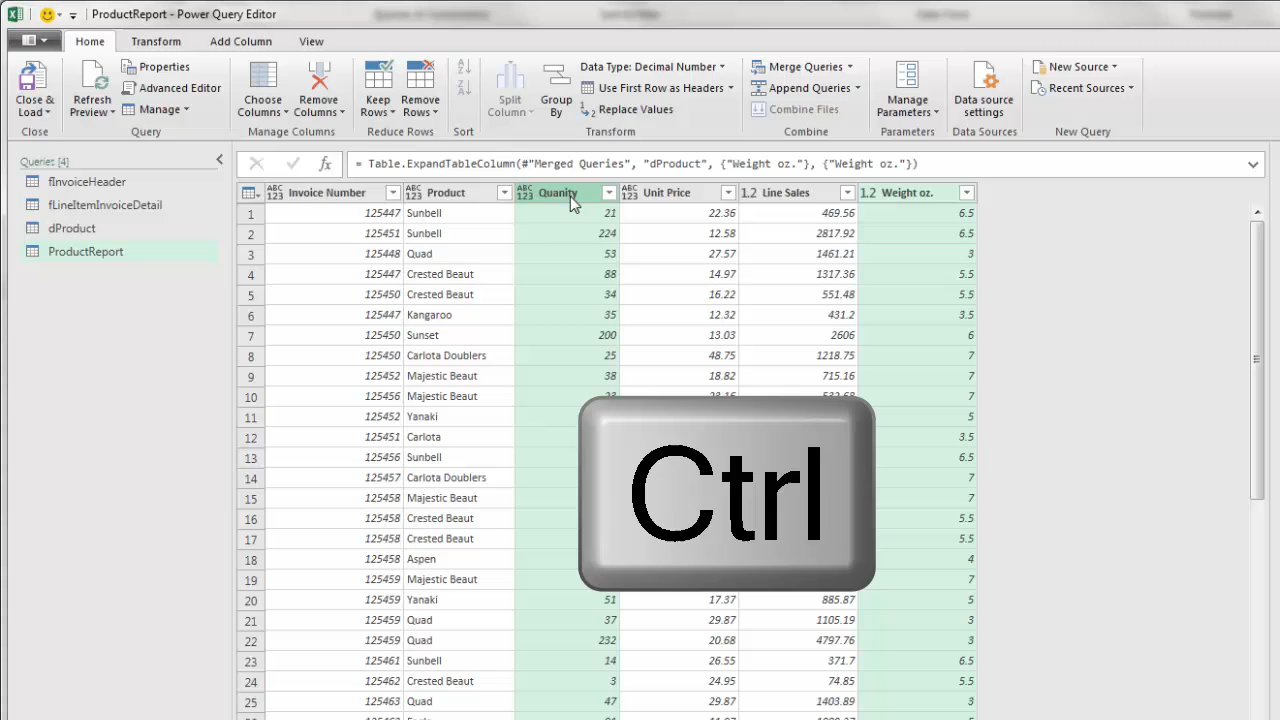 ProductReport - Power Query Editor
Home Transform Add Column View
Close & Load
Close
Refresh Preview
Properties
Advanced Editor
Manage
Query
Choose Columns
Remove Columns
Manage Columns
Keep Rows
Remove Rows
Reduce Rows
Sort
Split Column
Group By
Data Type: Decimal Number
Use First Row as Headers
Replace Values
Transform
Merge Queries
Append Queries
Combine Files
Combine
Manage Parameters
Parameters
Data source settings
Data Sources
New Source
Recent Sources
New Query
Queries [4]
fInvoiceHeader
fLineItemInvoiceDetail
dProduct
ProductReport
fx = Table.ExpandTableColumn(#"Merged Queries", "dProduct", {"Weight oz."}, {"Weight oz."})
ABC 123 Invoice Number ABC 123 Product ABC 123 Quanity ABC 123 Unit Price 1.2 Line Sales 1.2 Weight oz.
1 125447 Sunbell 21 22.36 469.56 6.5
2 125451 Sunbell 224 12.58 2817.92 6.5
3 125448 Quad 53 27.57 1461.21 3
4 125447 Crested Beaut 88 14.97 1317.36 5.5
5 125450 Crested Beaut 34 16.22 551.48 5.5
6 125447 Kangaroo 35 12.32 431.2 3.5
7 125450 Sunset 200 13.03 2606 6
8 125450 Carlota Doublers 25 48.75 1218.75 7
9 125452 Majestic Beaut 38 18.82 715.16 7
10 125456 Majestic Beaut 7
11 125452 Yanaki 5
12 125451 Carlota 3.5
13 125456 Sunbell 6.5
14 125457 Carlota Doublers 7
15 125458 Majestic Beaut 7
16 125458 Crested Beaut 5.5
17 125458 Crested Beaut 5.5
18 125458 Aspen 4
19 125459 Majestic Beaut 7
20 125459 Yanaki 51 17.37 885.87 5
21 125459 Quad 37 29.87 1105.19 3
22 125459 Quad 232 20.68 4797.76 3
23 125461 Sunbell 14 26.55 371.7 6.5
24 125462 Crested Beaut 3 24.95 74.85 5.5
25 125463 Quad 47 29.87 1403.89 3
Ctrl